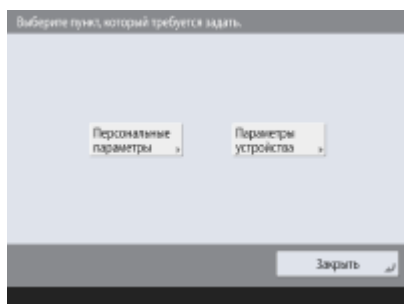 Выберите пункт, который требуется задать.
Персональные
параметры
Параметры
устройства
Закрыть